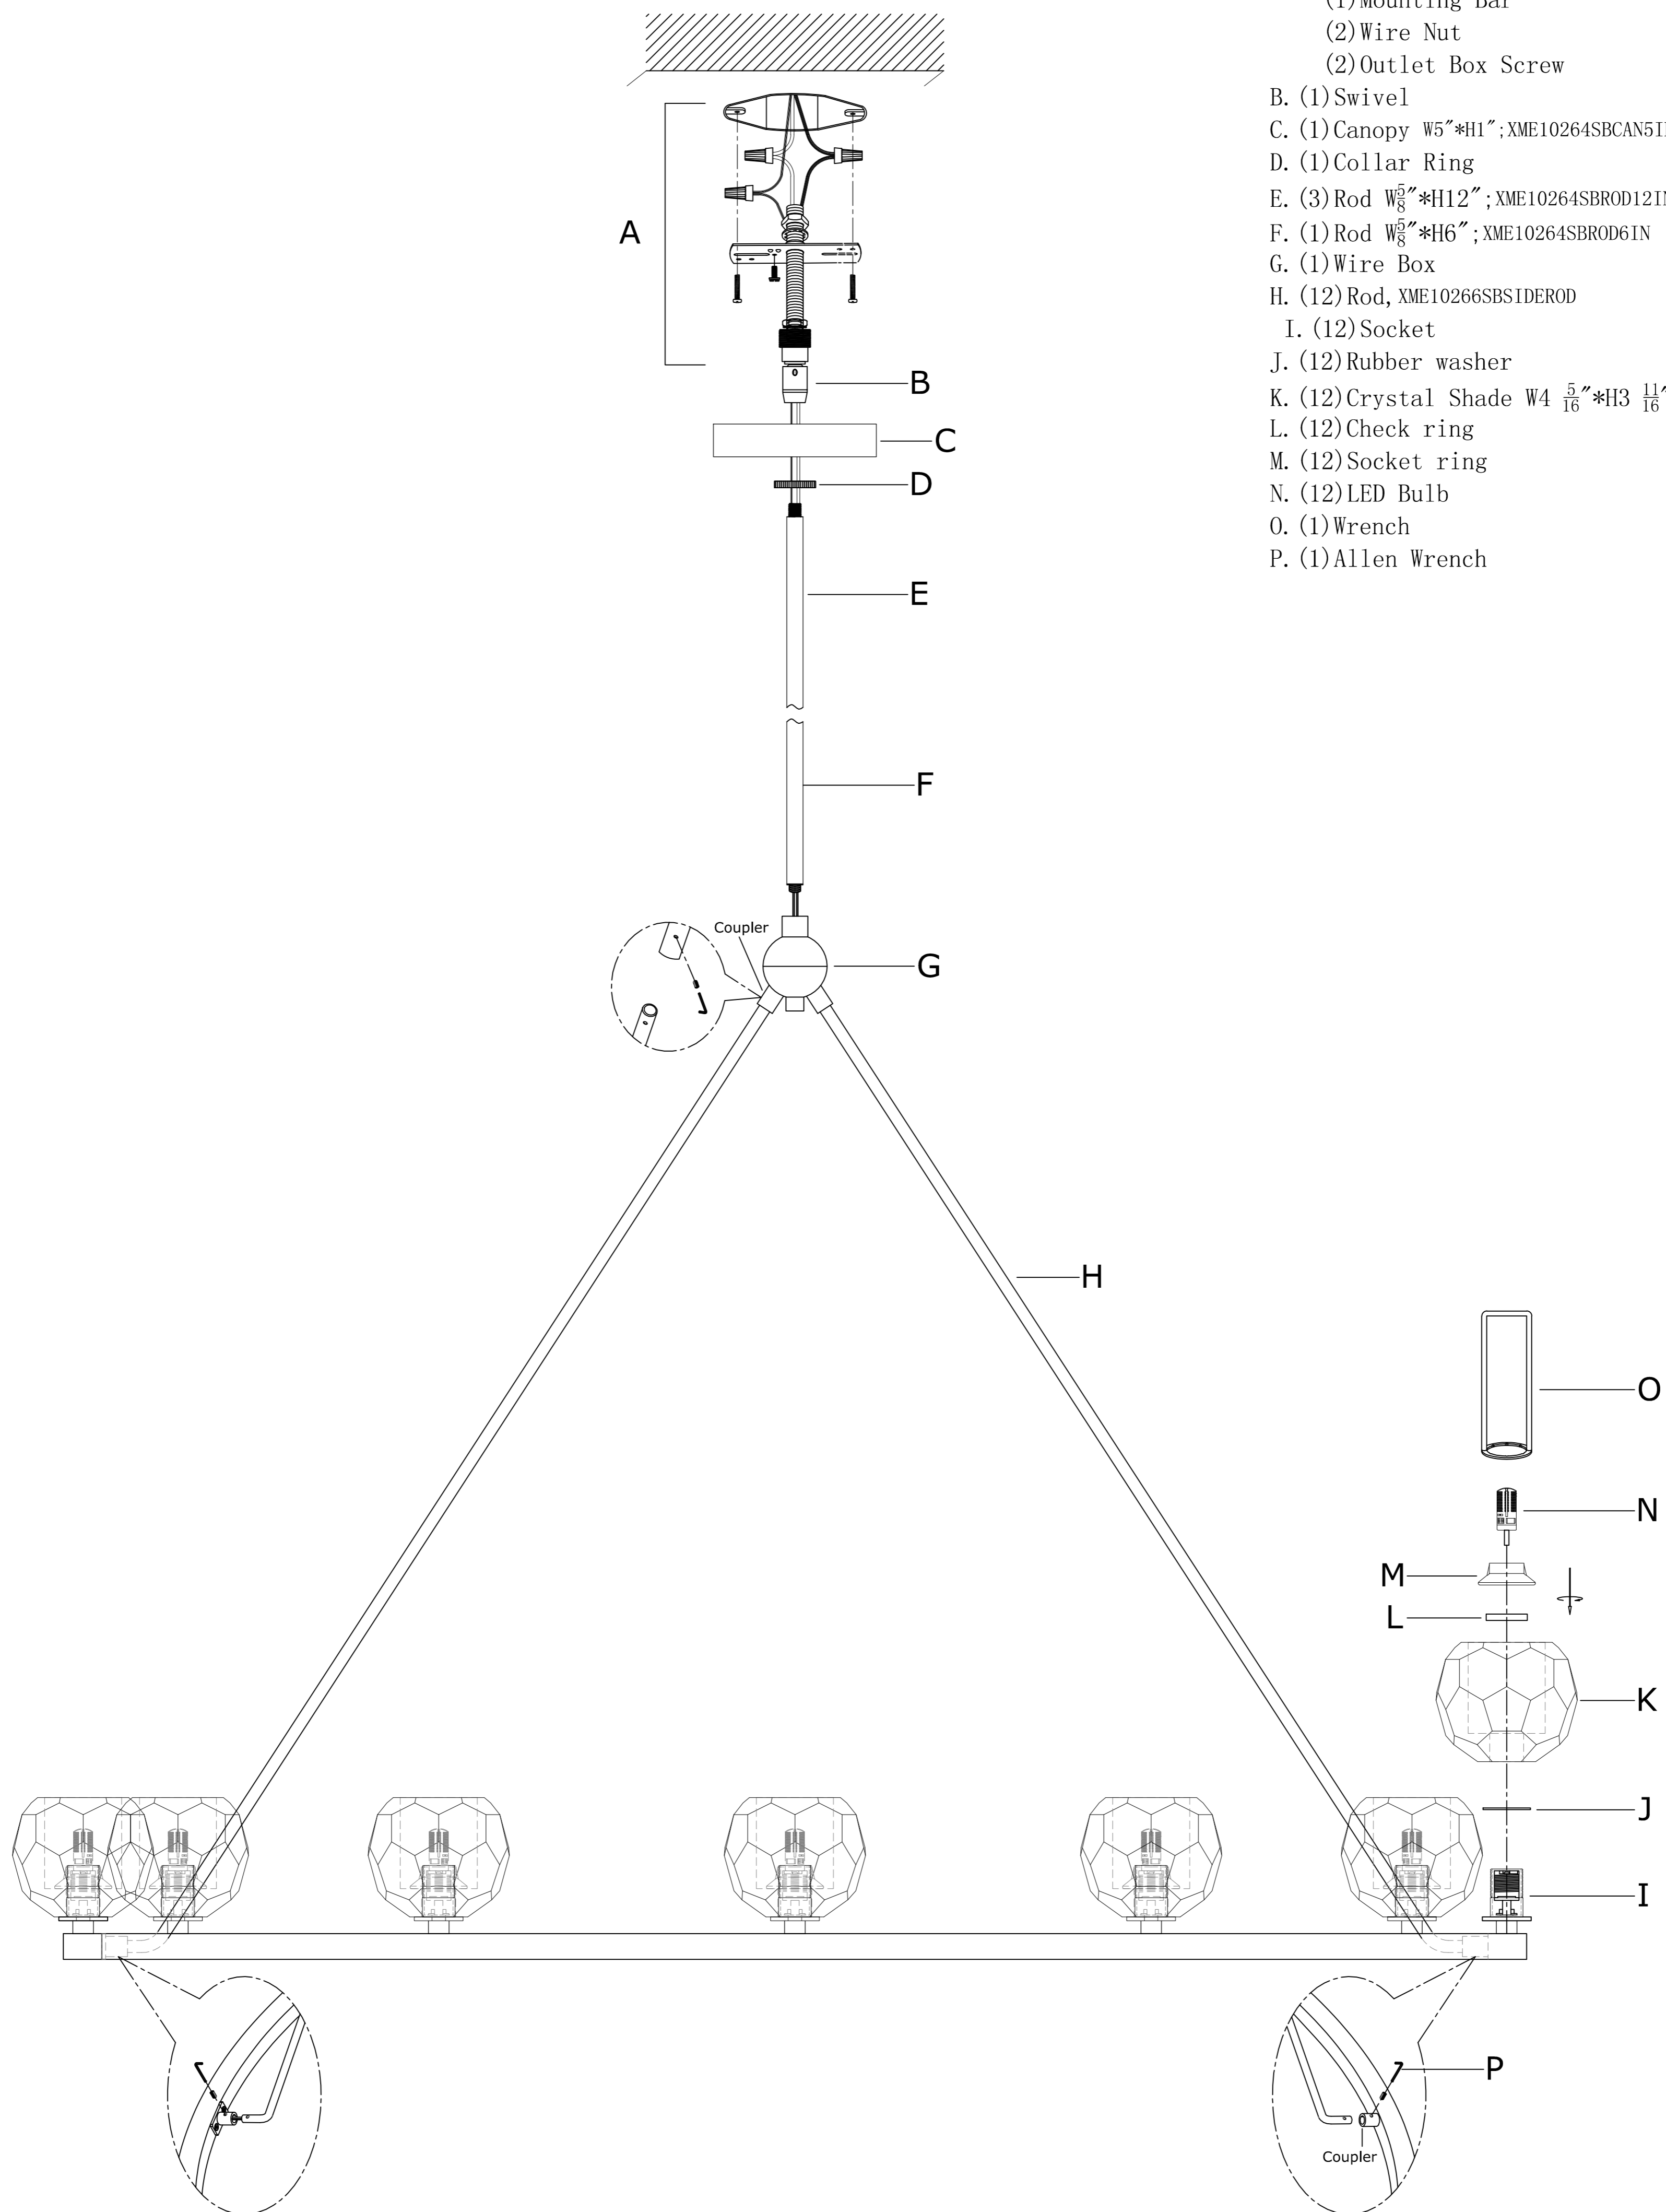 (1)Mounting Bar
(2)Wire Nut
(2)Outlet Box Screw
B. (1)Swivel
C. (1)Canopy W5″*H1″;XME10264SBCAN5I
D. (1)Collar Ring
E. (3)Rod W5/8″*H12″;XME10264SBROD12I
F. (1)Rod W5/8″*H6″;XME10264SBROD6IN
G. (1)Wire Box
H. (12)Rod, XME10266SBSIDEROD
I. (12)Socket
J. (12)Rubber washer
K. (12)Crystal Shade W4 5/16″*H3 11/16″
L. (12)Check ring
M. (12)Socket ring
N. (12)LED Bulb
O. (1)Wrench
P. (1)Allen Wrench
A
B
C
D
E
F
Coupler
G
H
O
N
M
L
K
J
I
P
Coupler